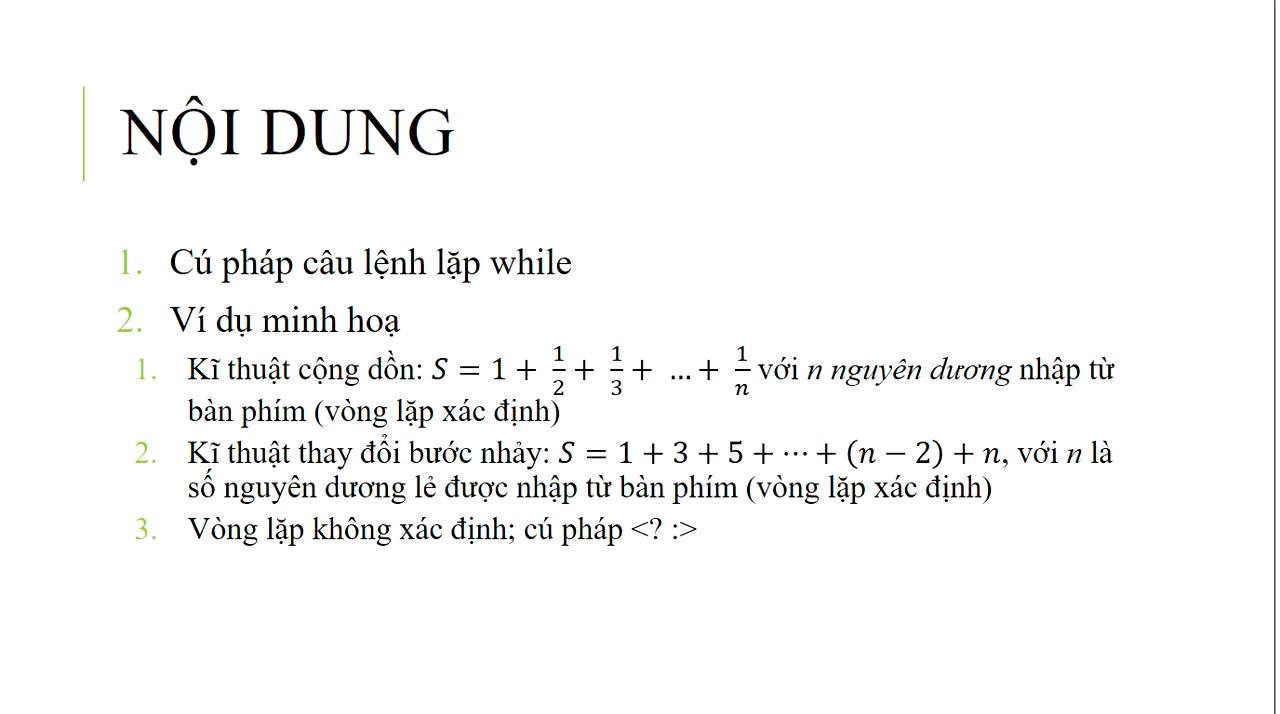 NỘI DUNG
1. Cú pháp câu lệnh lặp while
2. Ví dụ minh hoạ
1. Kĩ thuật cộng dồn: S = 1 + 1/2 + 1/3 + … + 1/n với n nguyên dương nhập từ
bàn phím (vòng lặp xác định)
2. Kĩ thuật thay đổi bước nhảy: S = 1 + 3 + 5 + ⋯ + (n − 2) + n, với n là
số nguyên dương lẻ được nhập từ bàn phím (vòng lặp xác định)
3. Vòng lặp không xác định; cú pháp <? :>